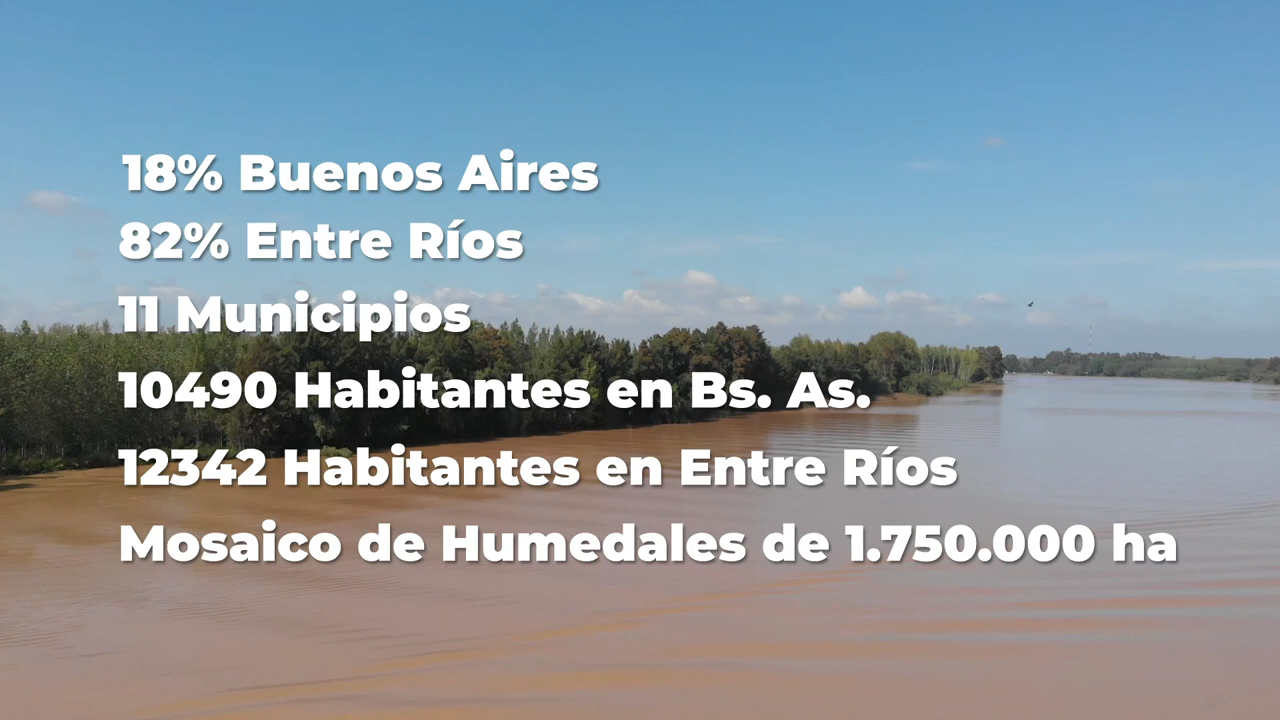 18% Buenos Aires
82% Entre Ríos
11 Municipios
10490 Habitantes en Bs. As.
12342 Habitantes en Entre Ríos
Mosaico de Humedales de 1.750.000 ha